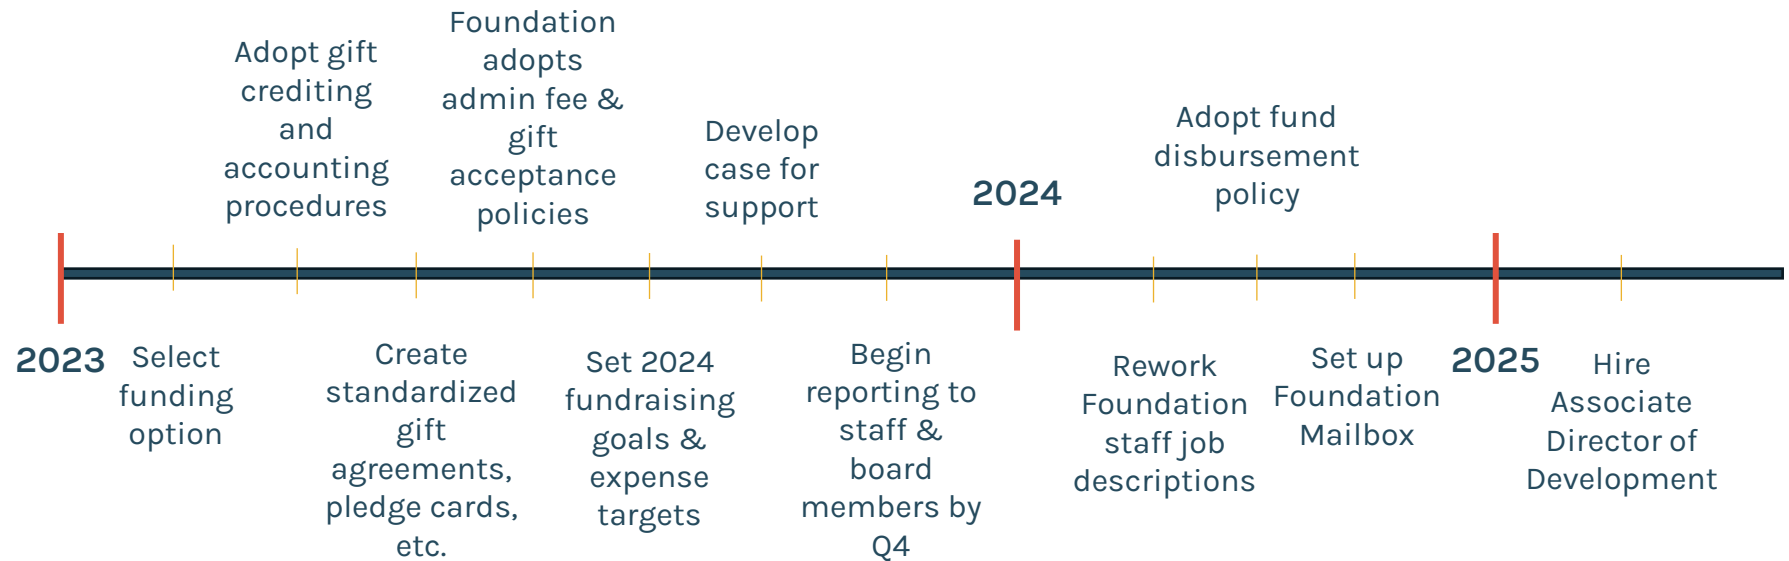 2023
Select
funding
option
Adopt gift
crediting
and
accounting
procedures
Create
standardized
gift
agreements,
pledge cards,
etc.
Foundation
adopts
admin fee &
gift
acceptance
policies
Set 2024
fundraising
goals &
expense
targets
Develop
case for
support
Begin
reporting to
staff &
board
members by
Q4
2024
Rework
Foundation
staff job
descriptions
Adopt fund
disbursement
policy
Set up
Foundation
Mailbox
2025
Hire
Associate
Director of
Development